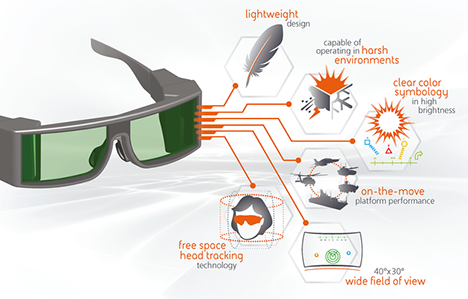 lightweight
design
capable of
operating in harsh
environments
clear color
symbology
in high
brightness
on-the-move
platform performance
free space
head tracking
technology
40°x30°
wide field of view